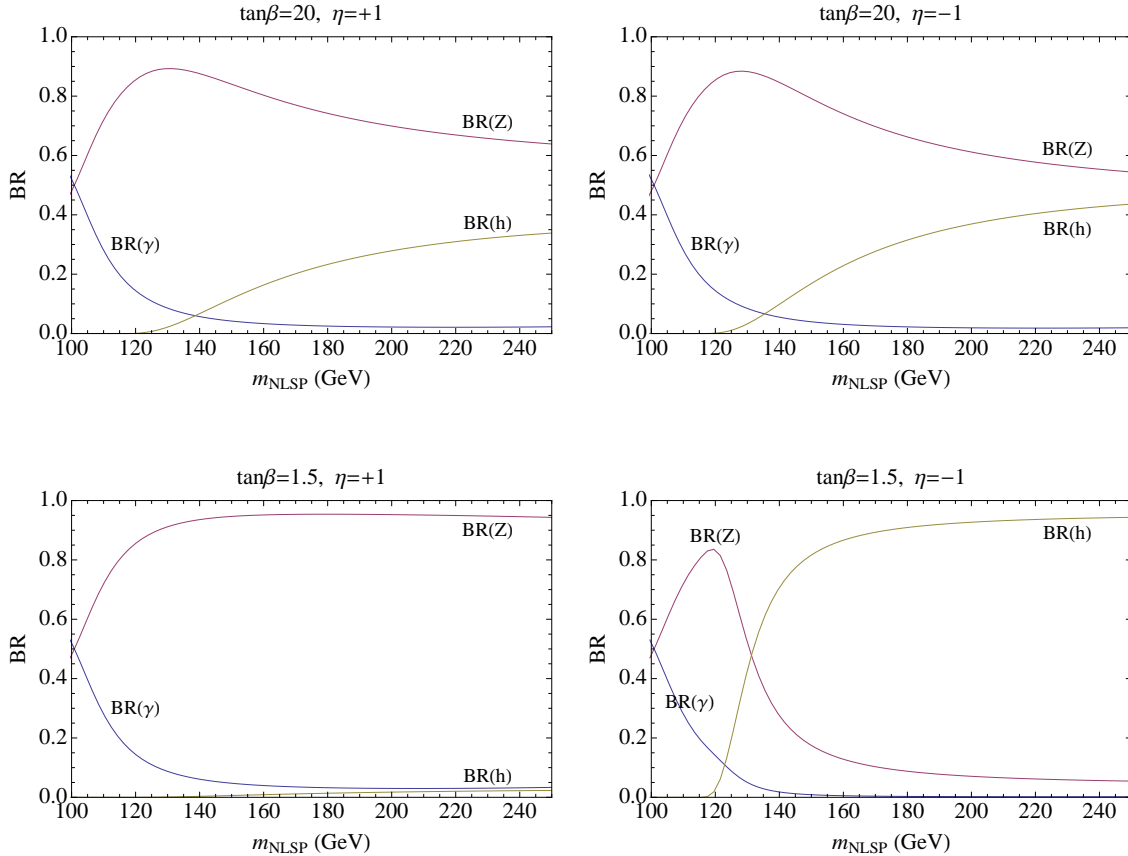 tanβ=20, η=+1
1.0
0.8
0.6
0.4
0.2
0.0
BR
BR(Z)
BR(h)
BR(γ)
100 120 140 160 180 200 220 240
m_NLSP (GeV)
tanβ=20, η=−1
1.0
0.8
0.6
0.4
0.2
0.0
BR
BR(Z)
BR(h)
BR(γ)
100 120 140 160 180 200 220 240
m_NLSP (GeV)
tanβ=1.5, η=+1
1.0
0.8
0.6
0.4
0.2
0.0
BR
BR(Z)
BR(γ)
BR(h)
100 120 140 160 180 200 220 240
m_NLSP (GeV)
tanβ=1.5, η=−1
1.0
0.8
0.6
0.4
0.2
0.0
BR
BR(Z)
BR(h)
BR(γ)
100 120 140 160 180 200 220 240
m_NLSP (GeV)